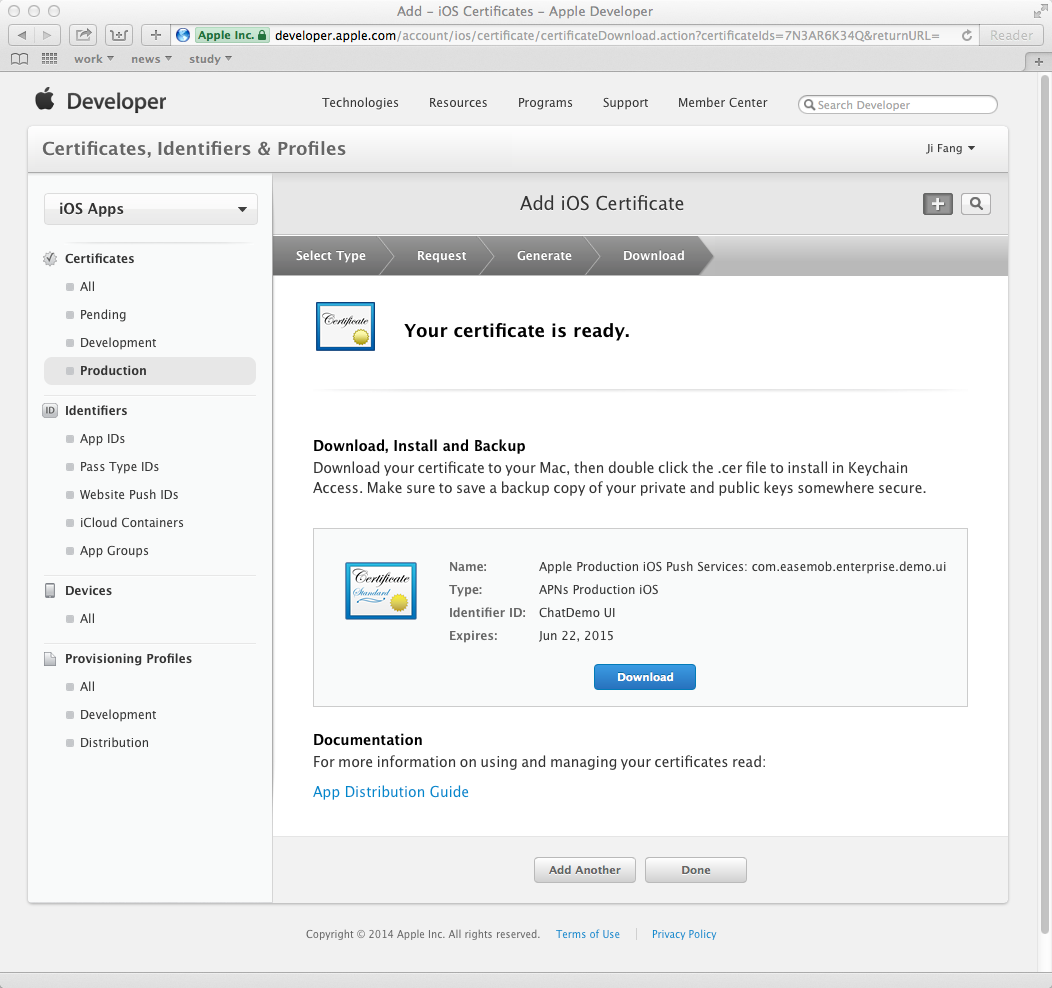 Add – iOS Certificates – Apple Developer
Apple Inc. developer.apple.com/account/ios/certificate/certificateDownload.action?certificateIds=7N3AR6K34Q&returnURL= Reader
work news study
Developer
Technologies Resources Programs Support Member Center Search Developer
Certificates, Identifiers & Profiles
Ji Fang
iOS Apps
Certificates
All
Pending
Development
Production
ID Identifiers
App IDs
Pass Type IDs
Website Push IDs
iCloud Containers
App Groups
Devices
All
Provisioning Profiles
All
Development
Distribution
Add iOS Certificate
Select Type Request Generate Download
Certificate
Your certificate is ready.
Download, Install and Backup
Download your certificate to your Mac, then double click the .cer file to install in Keychain
Access. Make sure to save a backup copy of your private and public keys somewhere secure.
Certificate
Standard
Name: Apple Production iOS Push Services: com.easemob.enterprise.demo.ui
Type: APNs Production iOS
Identifier ID: ChatDemo UI
Expires: Jun 22, 2015
Download
Documentation
For more information on using and managing your certificates read:
App Distribution Guide
Add Another Done
Copyright © 2014 Apple Inc. All rights reserved. Terms of Use Privacy Policy